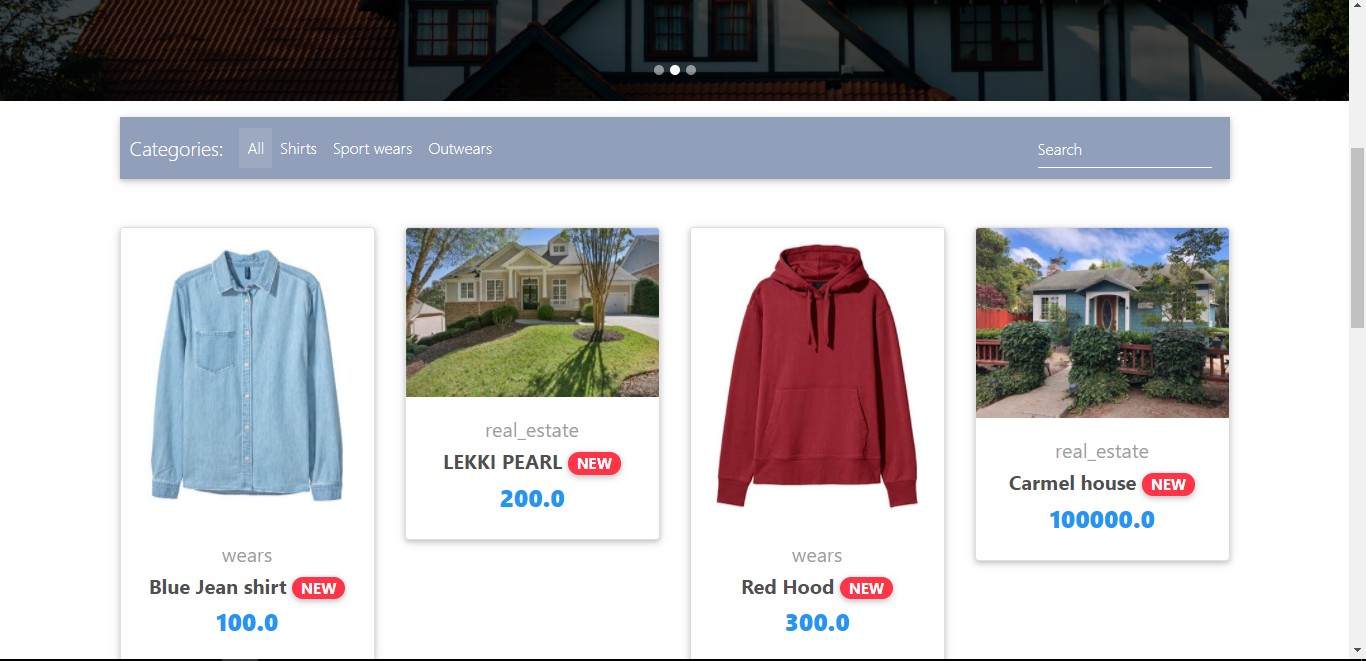 Categories: All Shirts Sport wears Outwears Search
wears
Blue Jean shirt NEW
100.0
real_estate
LEKKI PEARL NEW
200.0
wears
Red Hood NEW
300.0
real_estate
Carmel house NEW
100000.0